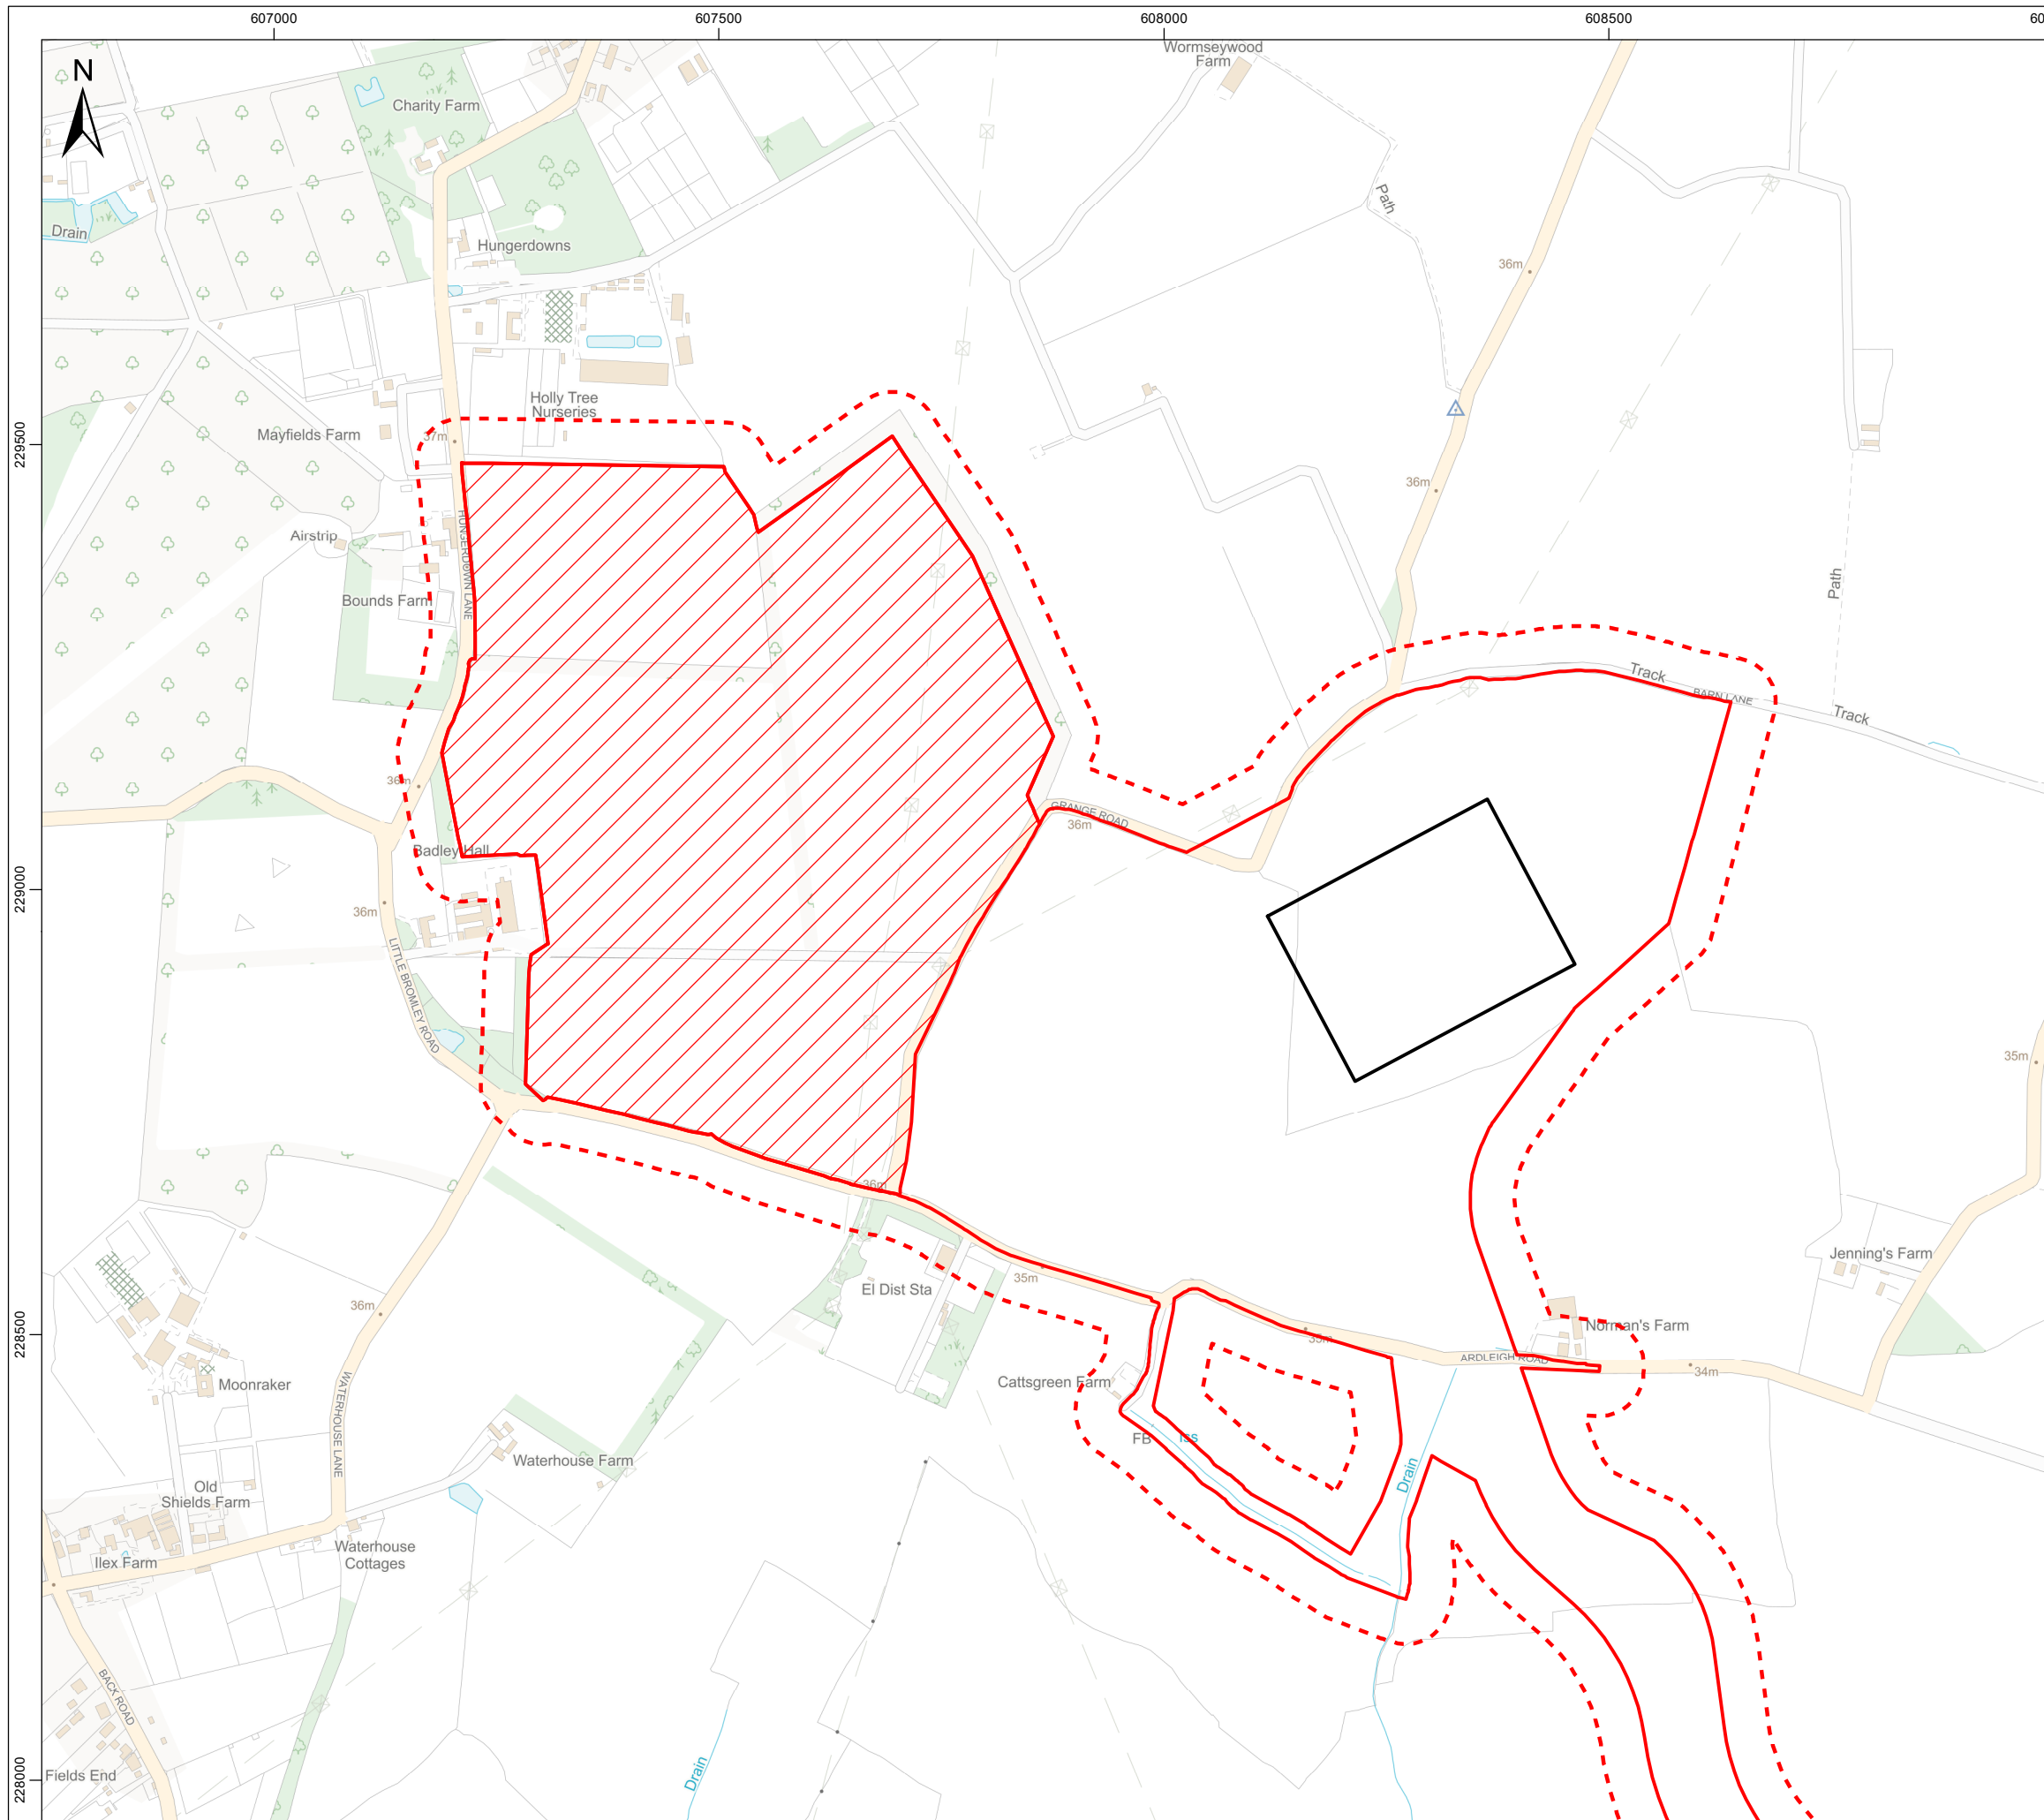 607000
607500
608000
608500
N
Wormseywood
Farm
Charity Farm
Path
Drain
Hungerdowns
36m
Holly Tree
Nurseries
Mayfields Farm
37m
229500
36m
Airstrip
HUNGERDOWN LANE
Path
Bounds Farm
Track
BARN LANE
Track
36m
GRANGE ROAD
36m
Badley Hall
229000
36m
LITTLE BROMLEY ROAD
35m
36m
Jenning's Farm
35m
El Dist Sta
36m
228500
Norman's Farm
35m
ARDLEIGH ROAD
34m
Cattsgreen Farm
Moonraker
WATERHOUSE LANE
FB
Iss
Waterhouse Farm
Drain
Old
Shields Farm
Waterhouse
Cottages
Ilex Farm
BACK ROAD
Fields End
Drain
228000